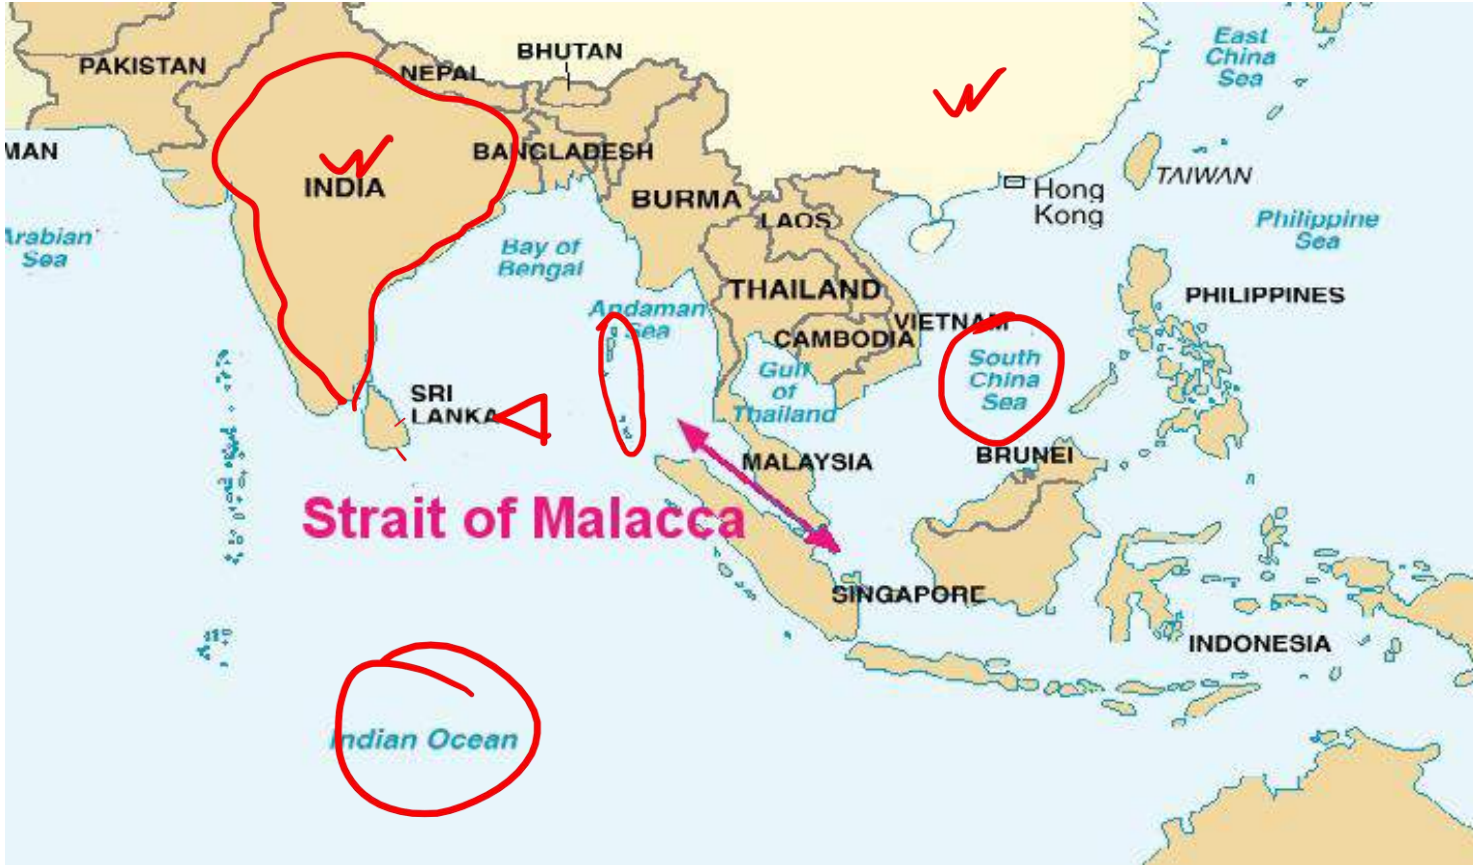 East
China
Sea
BHUTAN
PAKISTAN
NEPAL
MAN
BANGLADESH
INDIA
TAIWAN
Hong
Kong
BURMA
LAOS
Philippine
Sea
Arabian
Sea
Bay of
Bengal
THAILAND
PHILIPPINES
Andaman
Sea
VIETNAM
CAMBODIA
South
China
Sea
Gulf
of
Thailand
SRI
LANKA
MALAYSIA
BRUNEI
Strait of Malacca
SINGAPORE
INDONESIA
Indian Ocean